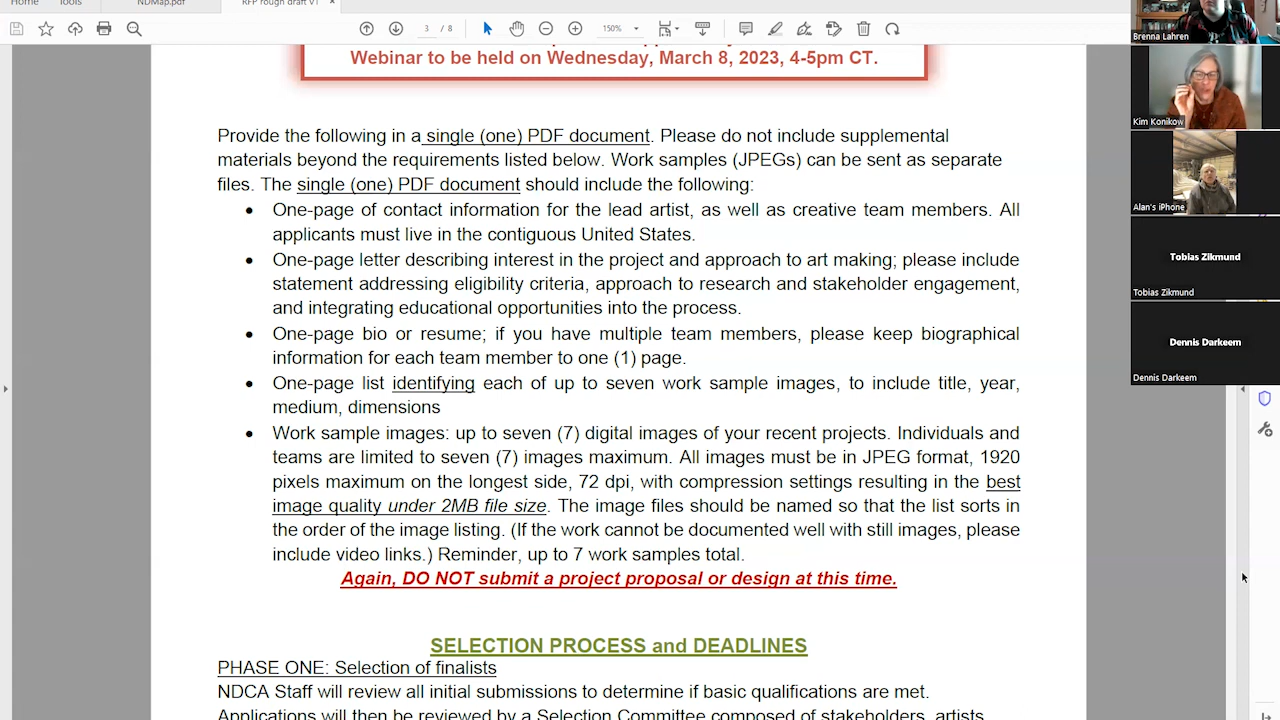 Home
Tools
NDMap.pdf
RFP rough draft V1
3 / 8
150%
Webinar to be held on Wednesday, March 8, 2023, 4-5pm CT.
Provide the following in a single (one) PDF document. Please do not include supplemental
materials beyond the requirements listed below. Work samples (JPEGs) can be sent as separate
files. The single (one) PDF document should include the following:
• One-page of contact information for the lead artist, as well as creative team members. All
applicants must live in the contiguous United States.
• One-page letter describing interest in the project and approach to art making; please include
statement addressing eligibility criteria, approach to research and stakeholder engagement,
and integrating educational opportunities into the process.
• One-page bio or resume; if you have multiple team members, please keep biographical
information for each team member to one (1) page.
• One-page list identifying each of up to seven work sample images, to include title, year,
medium, dimensions
• Work sample images: up to seven (7) digital images of your recent projects. Individuals and
teams are limited to seven (7) images maximum. All images must be in JPEG format, 1920
pixels maximum on the longest side, 72 dpi, with compression settings resulting in the best
image quality under 2MB file size. The image files should be named so that the list sorts in
the order of the image listing. (If the work cannot be documented well with still images, please
include video links.) Reminder, up to 7 work samples total.
Again, DO NOT submit a project proposal or design at this time.
SELECTION PROCESS and DEADLINES
PHASE ONE: Selection of finalists
NDCA Staff will review all initial submissions to determine if basic qualifications are met.
Applications will then be reviewed by a Selection Committee composed of stakeholders, artists
Brenna Lahren
Kim Konikow
Alan's iPhone
Tobias Zikmund
Tobias Zikmund
Dennis Darkeem
Dennis Darkeem